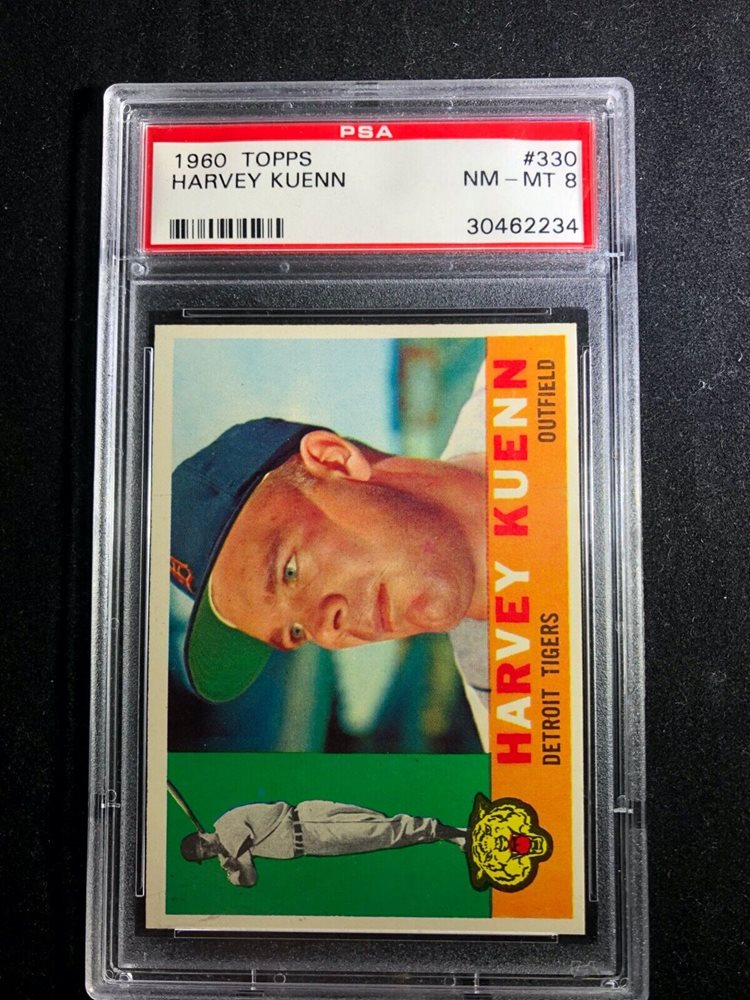 PSA
1960 TOPPS #330
HARVEY KUENN NM - MT 8
30462234
HARVEY KUENN
DETROIT TIGERS OUTFIELD